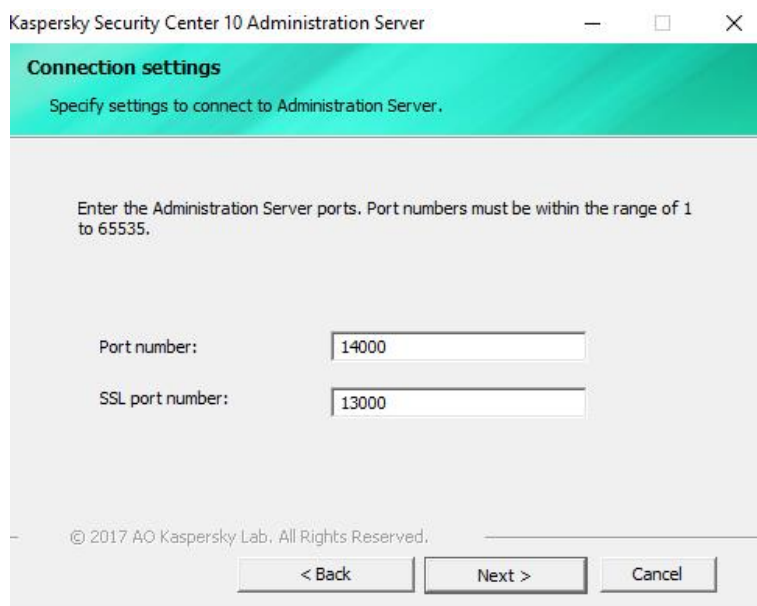 Kaspersky Security Center 10 Administration Server
Connection settings
Specify settings to connect to Administration Server.
Enter the Administration Server ports. Port numbers must be within the range of 1
to 65535.
Port number: 14000
SSL port number: 13000
© 2017 AO Kaspersky Lab. All Rights Reserved.
< Back Next > Cancel